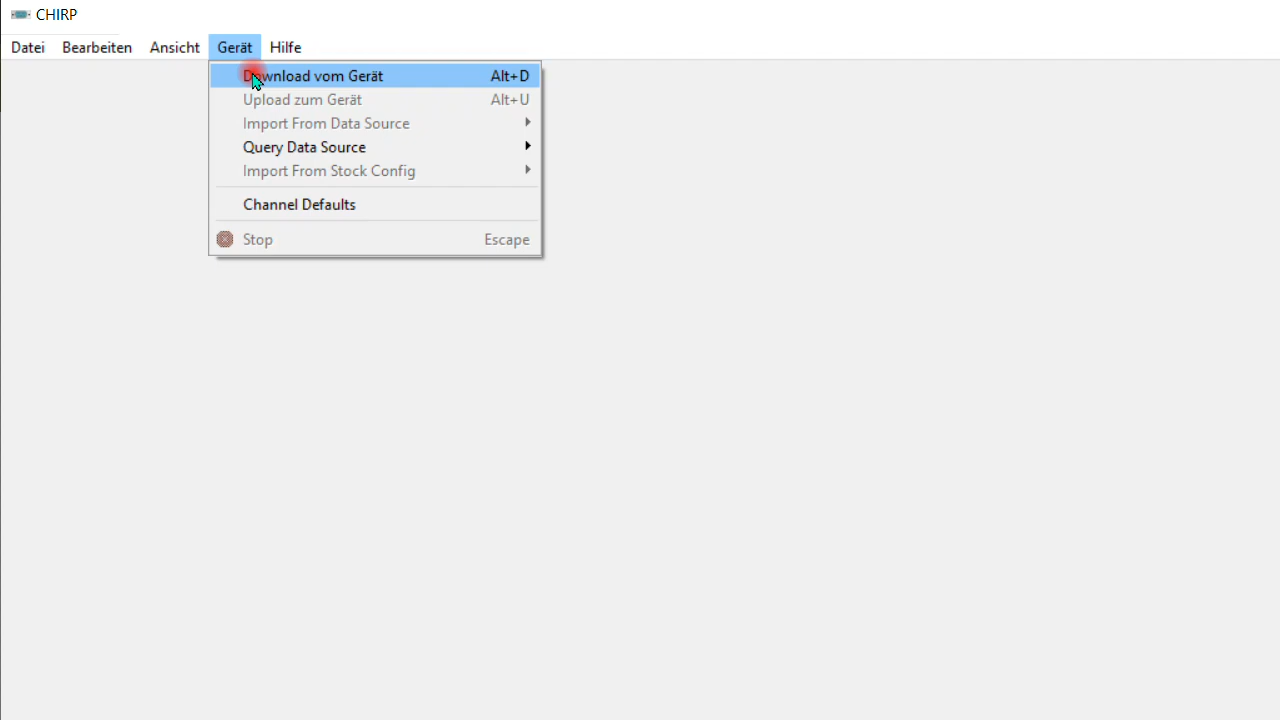 CHIRP
Datei Bearbeiten Ansicht Gerät Hilfe
Download vom Gerät Alt+D
Upload zum Gerät Alt+U
Import From Data Source
Query Data Source
Import From Stock Config
Channel Defaults
Stop Escape